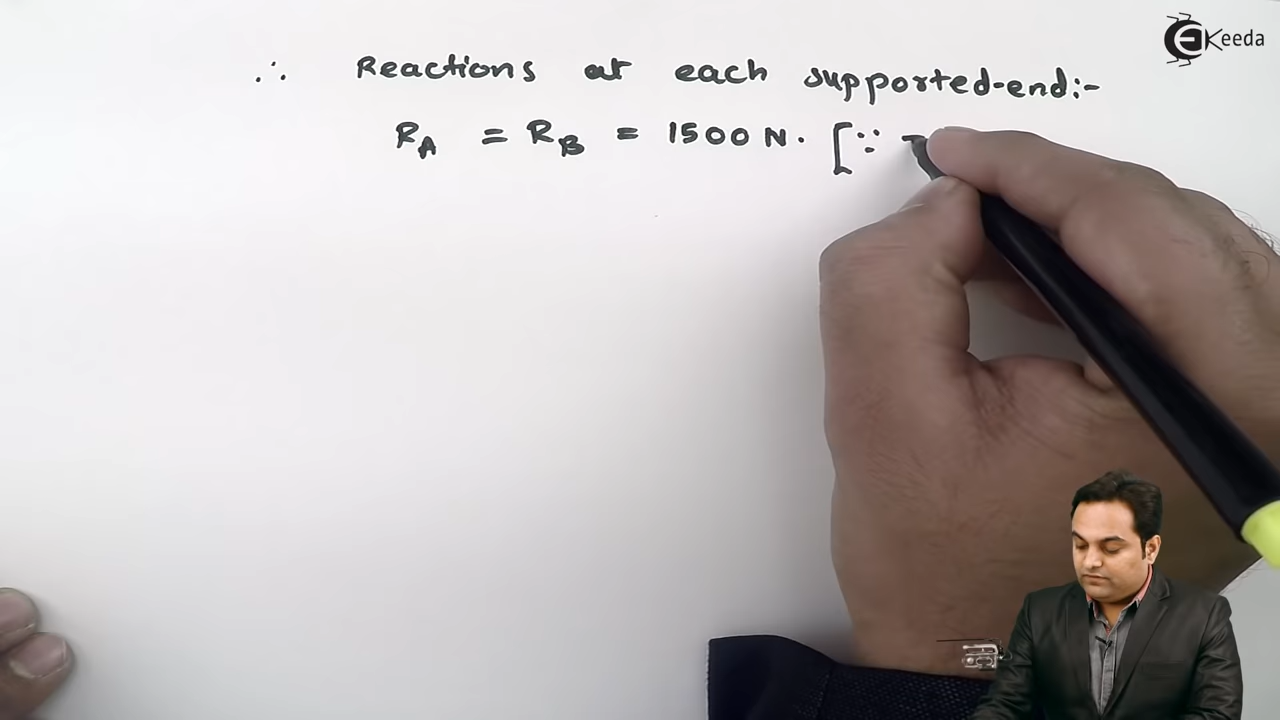 EKeeda
∴ Reactions at each supported-end:-
R_A = R_B = 1500 N. [∵